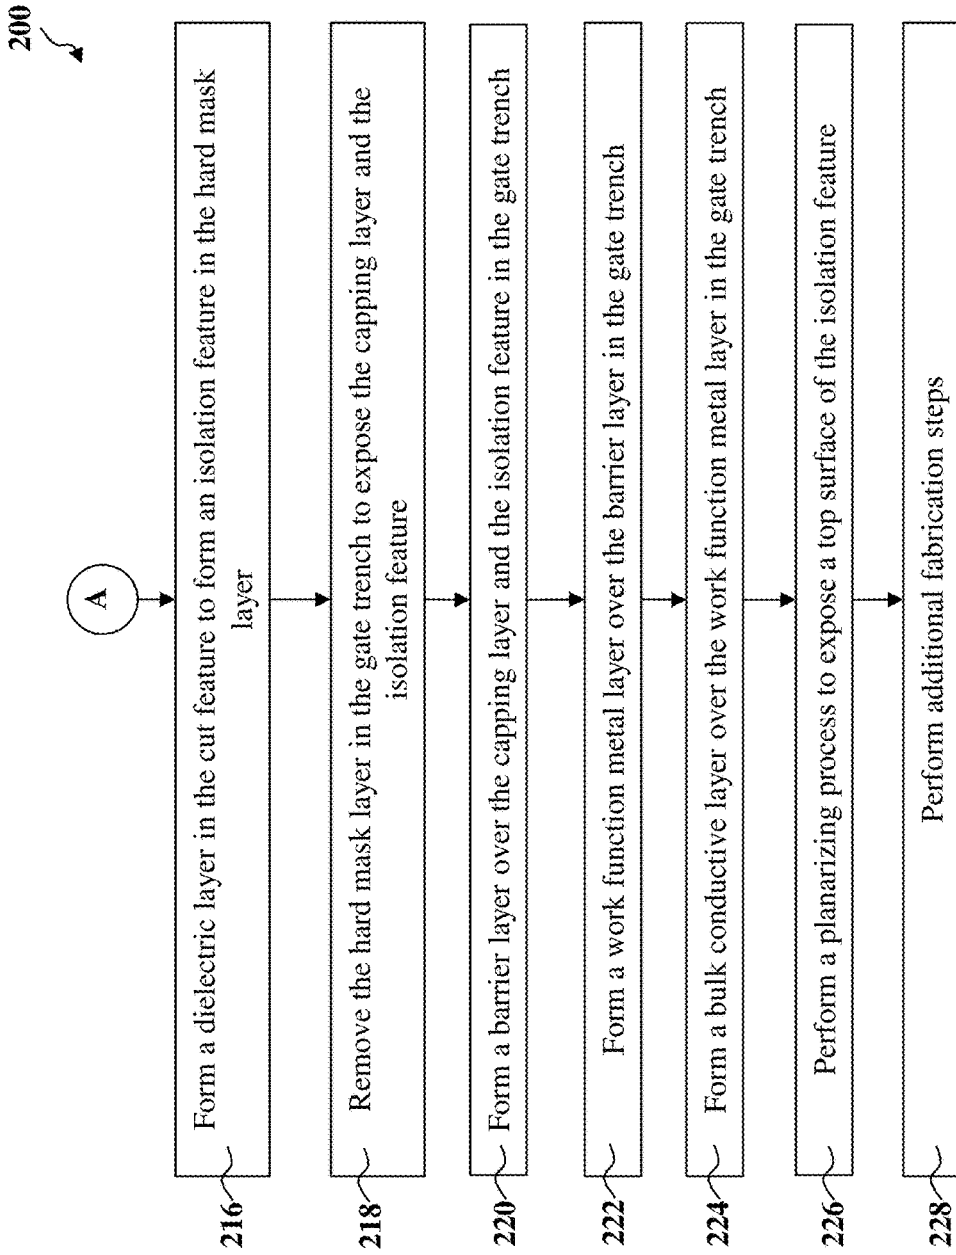 200
A
216
Form a dielectric layer in the cut feature to form an isolation feature in the hard mask
layer
218
Remove the hard mask layer in the gate trench to expose the capping layer and the
isolation feature
220
Form a barrier layer over the capping layer and the isolation feature in the gate trench
222
Form a work function metal layer over the barrier layer in the gate trench
224
Form a bulk conductive layer over the work function metal layer in the gate trench
226
Perform a planarizing process to expose a top surface of the isolation feature
228
Perform additional fabrication steps